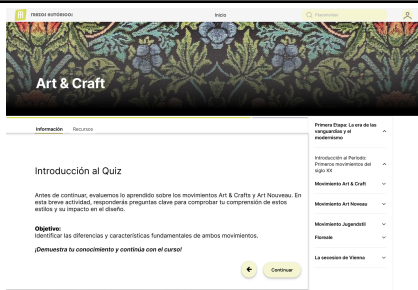 TRAZOS HISTÓRICOS
Inicio
Art & Craft
Información Recursos
Introducción al Quiz
Antes de continuar, evaluemos lo aprendido sobre los movimientos Art & Crafts y Art Nouveau. En
esta breve actividad, responderás preguntas clave para comprobar tu comprensión de estos
estilos y su impacto en el diseño.
Objetivo:
Identificar las diferencias y características fundamentales de ambos movimientos.
¡Demuestra tu conocimiento y continúa con el curso!
Continuar
Primera Etapa: La era de las
vanguardias y el
modernismo
Introducción al Periodo:
Primeros movimientos del
siglo XX
Movimiento Art & Craft
Movimiento Art Noveau
Movimiento Jugendstil
Floreale
La secesion de Vienna